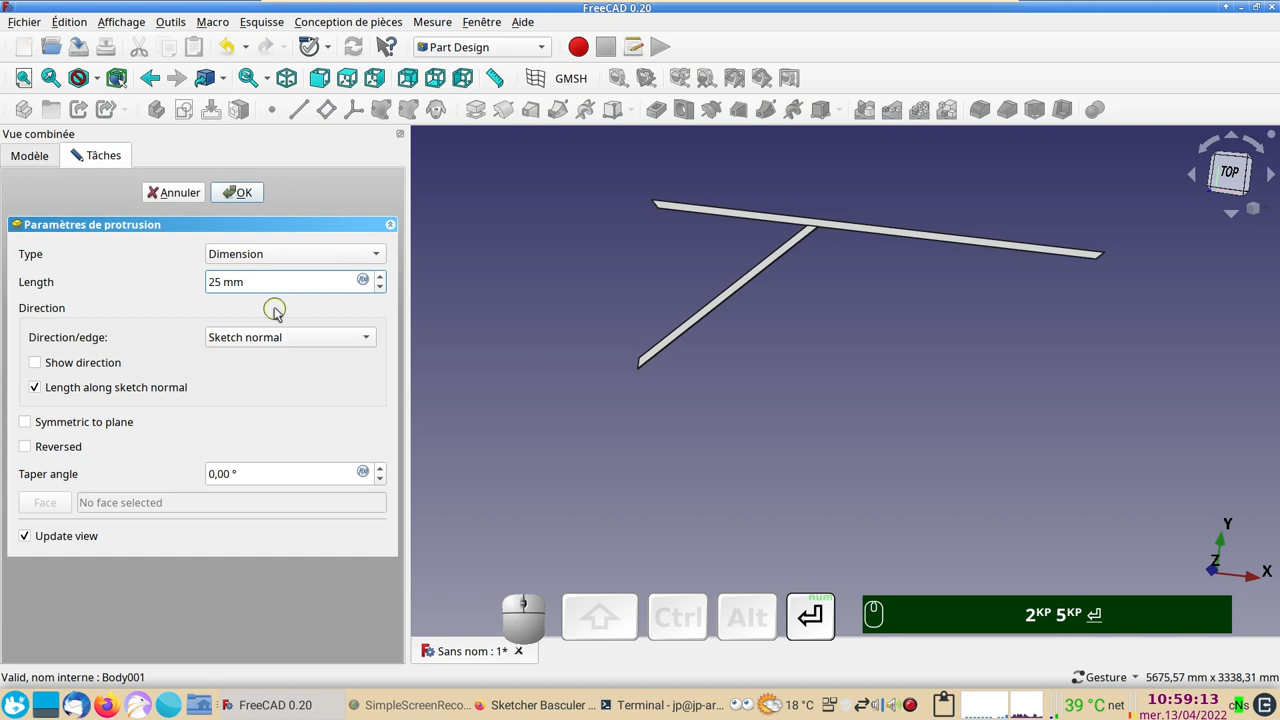 FreeCAD 0.20
Fichier Édition Affichage Outils Macro Esquisse Conception de pièces Mesure Fenêtre Aide
Part Design
GMSH
Vue combinée
Modèle Tâches
Annuler OK
Paramètres de protrusion
Type Dimension
Length 25 mm
Direction
Direction/edge: Sketch normal
Show direction
Length along sketch normal
Symmetric to plane
Reversed
Taper angle 0,00 °
Face No face selected
Update view
TOP
Y
Z
X
num
Ctrl Alt
2KP 5KP ⏎
Sans nom : 1*
Valid, nom interne : Body001
Gesture 5675,57 mm x 3338,31 mm
FreeCAD 0.20 SimpleScreenReco... Sketcher Basculer ... Terminal - jp@jp-ar... 18 °C 39 °C net 10:59:13 cNs
mer.13/04/2022